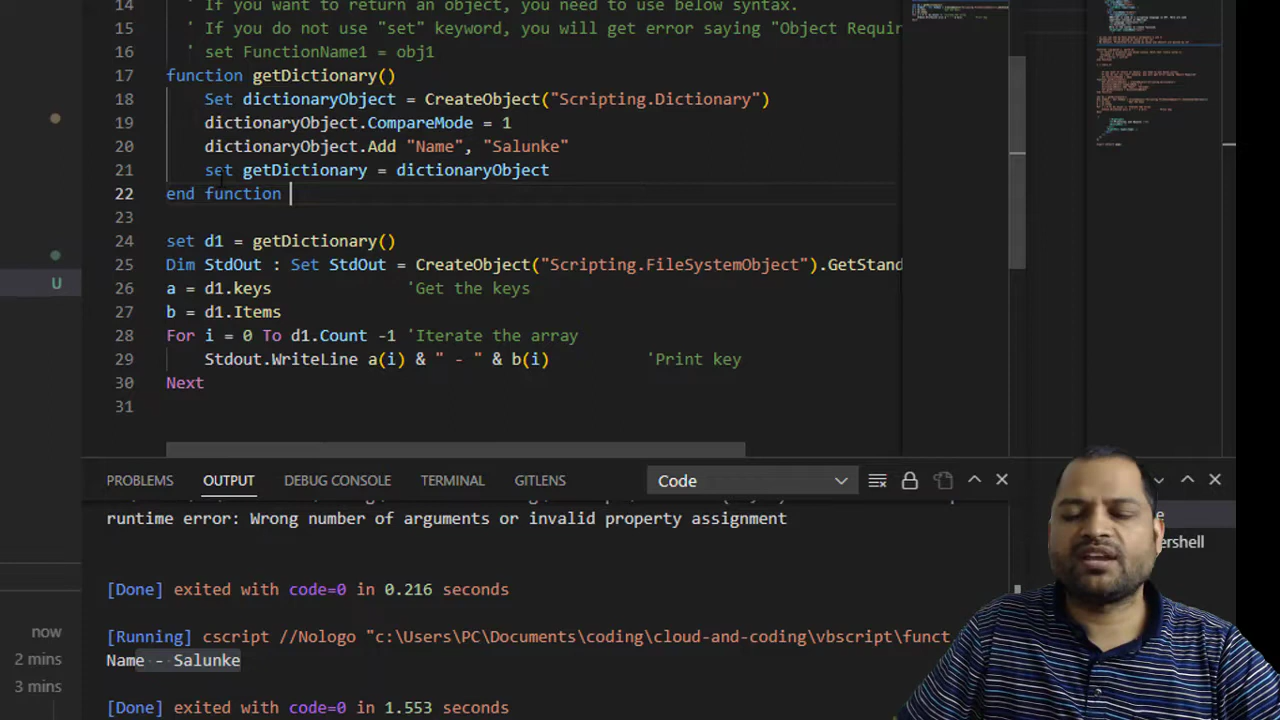 14 ' If you want to return an object, you need to use below syntax.
15 ' If you do not use "set" keyword, you will get error saying "Object Requir
16 ' set FunctionName1 = obj1
17 function getDictionary()
18 Set dictionaryObject = CreateObject("Scripting.Dictionary")
19 dictionaryObject.CompareMode = 1
20 dictionaryObject.Add "Name", "Salunke"
21 set getDictionary = dictionaryObject
22 end function
23
24 set d1 = getDictionary()
25 Dim StdOut : Set StdOut = CreateObject("Scripting.FileSystemObject").GetStand
26 a = d1.keys 'Get the keys
27 b = d1.Items
28 For i = 0 To d1.Count -1 'Iterate the array
29 Stdout.WriteLine a(i) & " - " & b(i) 'Print key
30 Next
31
U
PROBLEMS OUTPUT DEBUG CONSOLE TERMINAL GITLENS Code
runtime error: Wrong number of arguments or invalid property assignment
[Done] exited with code=0 in 0.216 seconds
[Running] cscript //Nologo "c:\Users\PC\Documents\coding\cloud-and-coding\vbscript\funct
Name - Salunke
[Done] exited with code=0 in 1.553 seconds
now
2 mins
3 mins
ershell